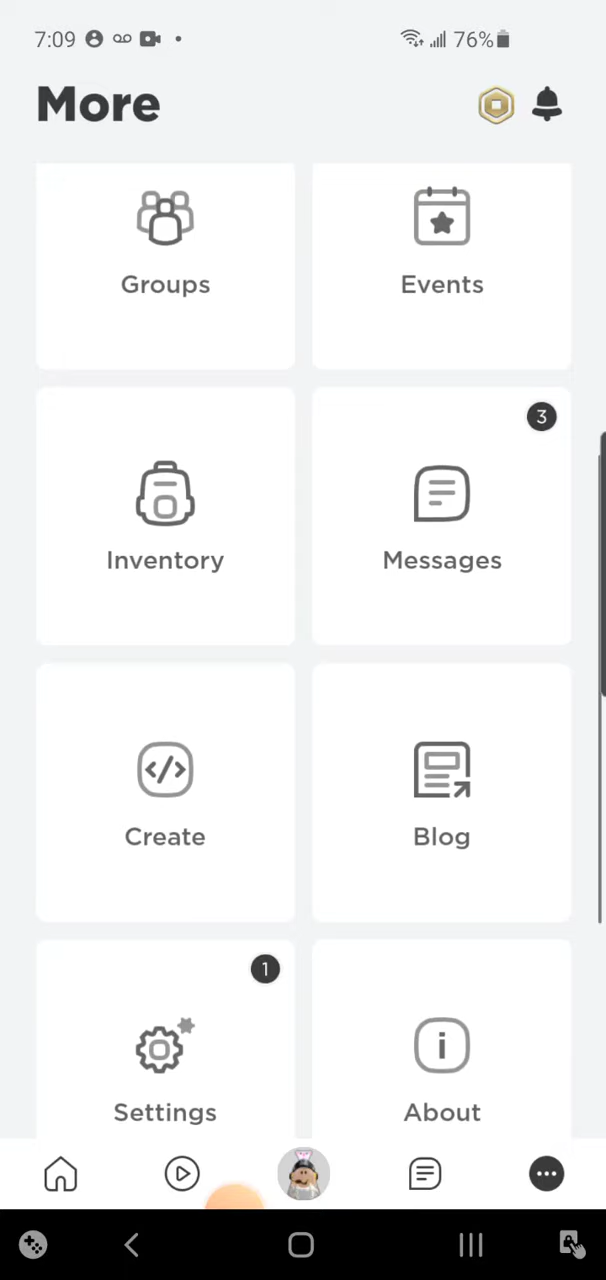 7:09 76%
More
Groups Events
3
Inventory Messages
Create Blog
1
Settings About